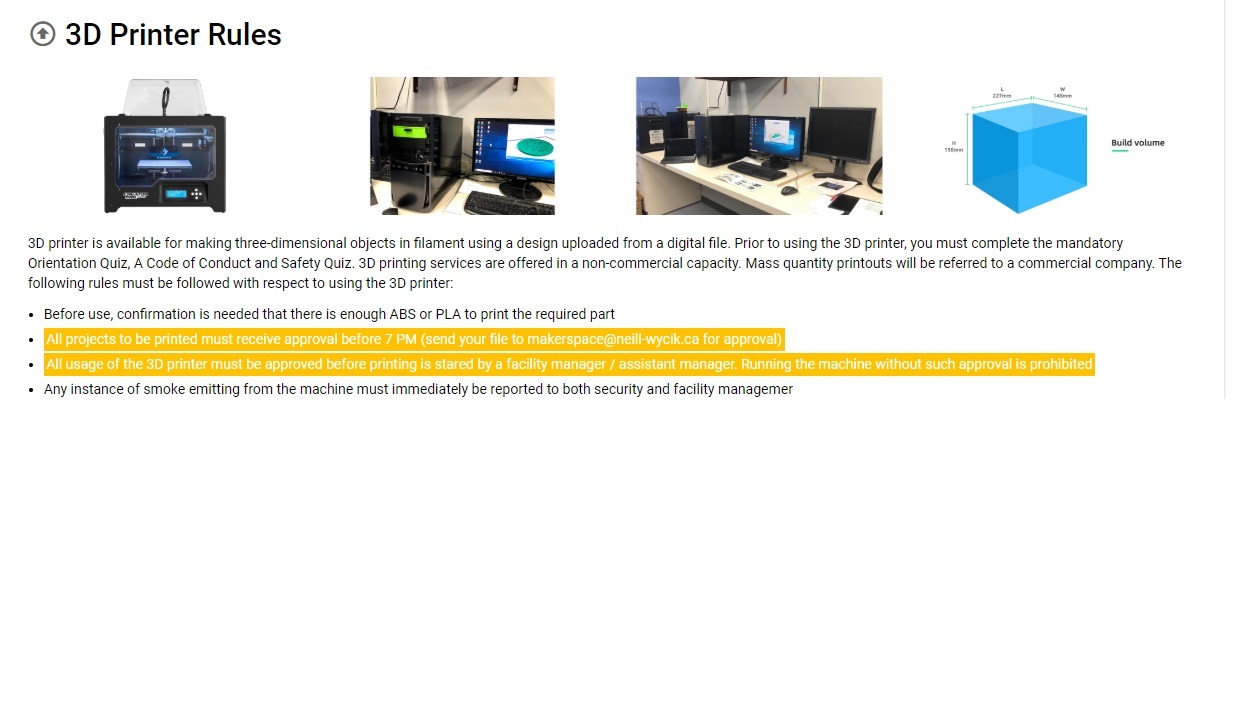 3D Printer Rules
L
227mm
W
148mm
H
150mm
Build volume
3D printer is available for making three-dimensional objects in filament using a design uploaded from a digital file. Prior to using the 3D printer, you must complete the mandatory
Orientation Quiz, A Code of Conduct and Safety Quiz. 3D printing services are offered in a non-commercial capacity. Mass quantity printouts will be referred to a commercial company. The
following rules must be followed with respect to using the 3D printer:
• Before use, confirmation is needed that there is enough ABS or PLA to print the required part
• All projects to be printed must receive approval before 7 PM (send your file to makerspace@neill-wycik.ca for approval)
• All usage of the 3D printer must be approved before printing is stared by a facility manager / assistant manager. Running the machine without such approval is prohibited
• Any instance of smoke emitting from the machine must immediately be reported to both security and facility managemer